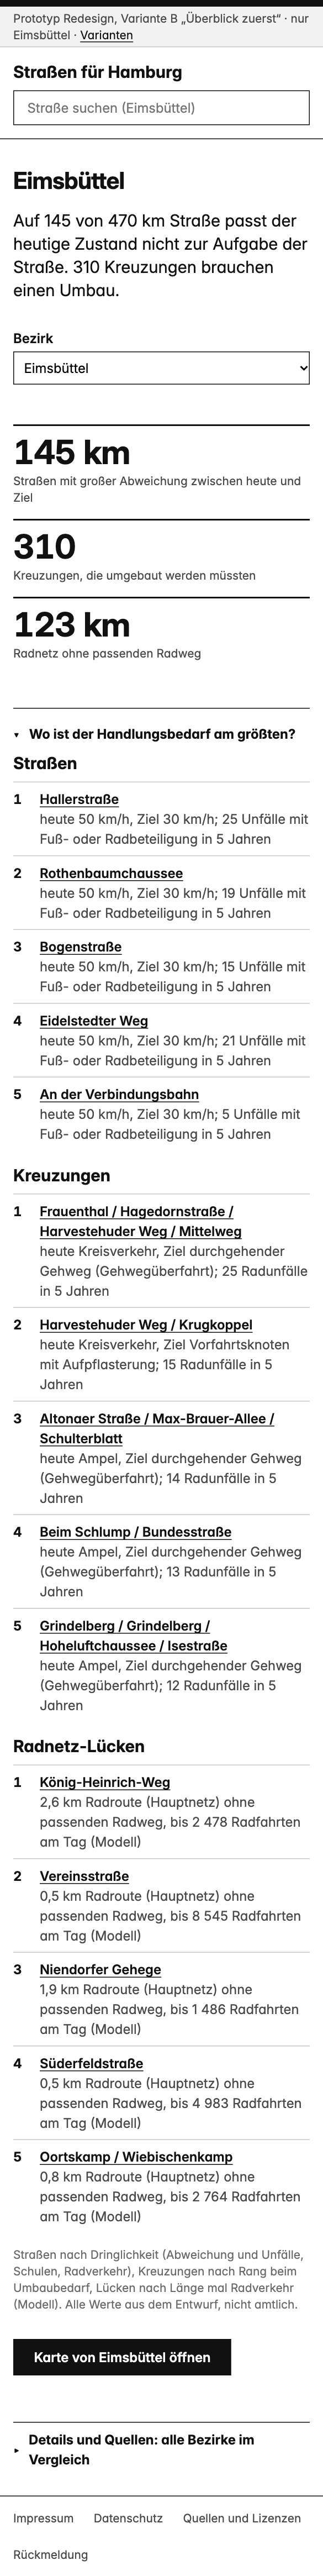 Prototyp Redesign, Variante B „Überblick zuerst“ · nur
Eimsbüttel · Varianten
Straßen für Hamburg
Straße suchen (Eimsbüttel)
Eimsbüttel
Auf 145 von 470 km Straße passt der
heutige Zustand nicht zur Aufgabe der
Straße. 310 Kreuzungen brauchen
einen Umbau.
Bezirk
Eimsbüttel
145 km
Straßen mit großer Abweichung zwischen heute und
Ziel
310
Kreuzungen, die umgebaut werden müssten
123 km
Radnetz ohne passenden Radweg
▾ Wo ist der Handlungsbedarf am größten?
Straßen
1 Hallerstraße
heute 50 km/h, Ziel 30 km/h; 25 Unfälle mit
Fuß- oder Radbeteiligung in 5 Jahren
2 Rothenbaumchaussee
heute 50 km/h, Ziel 30 km/h; 19 Unfälle mit
Fuß- oder Radbeteiligung in 5 Jahren
3 Bogenstraße
heute 50 km/h, Ziel 30 km/h; 15 Unfälle mit
Fuß- oder Radbeteiligung in 5 Jahren
4 Eidelstedter Weg
heute 50 km/h, Ziel 30 km/h; 21 Unfälle mit
Fuß- oder Radbeteiligung in 5 Jahren
5 An der Verbindungsbahn
heute 50 km/h, Ziel 30 km/h; 5 Unfälle mit
Fuß- oder Radbeteiligung in 5 Jahren
Kreuzungen
1 Frauenthal / Hagedornstraße /
Harvestehuder Weg / Mittelweg
heute Kreisverkehr, Ziel durchgehender
Gehweg (Gehwegüberfahrt); 25 Radunfälle
in 5 Jahren
2 Harvestehuder Weg / Krugkoppel
heute Kreisverkehr, Ziel Vorfahrtsknoten
mit Aufpflasterung; 15 Radunfälle in 5
Jahren
3 Altonaer Straße / Max-Brauer-Allee /
Schulterblatt
heute Ampel, Ziel durchgehender Gehweg
(Gehwegüberfahrt); 14 Radunfälle in 5
Jahren
4 Beim Schlump / Bundesstraße
heute Ampel, Ziel durchgehender Gehweg
(Gehwegüberfahrt); 13 Radunfälle in 5
Jahren
5 Grindelberg / Grindelberg /
Hoheluftchaussee / Isestraße
heute Ampel, Ziel durchgehender Gehweg
(Gehwegüberfahrt); 12 Radunfälle in 5
Jahren
Radnetz-Lücken
1 König-Heinrich-Weg
2,6 km Radroute (Hauptnetz) ohne
passenden Radweg, bis 2 478 Radfahrten
am Tag (Modell)
2 Vereinsstraße
0,5 km Radroute (Hauptnetz) ohne
passenden Radweg, bis 8 545 Radfahrten
am Tag (Modell)
3 Niendorfer Gehege
1,9 km Radroute (Hauptnetz) ohne
passenden Radweg, bis 1 486 Radfahrten
am Tag (Modell)
4 Süderfeldstraße
0,5 km Radroute (Hauptnetz) ohne
passenden Radweg, bis 4 983 Radfahrten
am Tag (Modell)
5 Oortskamp / Wiebischenkamp
0,8 km Radroute (Hauptnetz) ohne
passenden Radweg, bis 2 764 Radfahrten
am Tag (Modell)
Straßen nach Dringlichkeit (Abweichung und Unfälle,
Schulen, Radverkehr), Kreuzungen nach Rang beim
Umbaubedarf, Lücken nach Länge mal Radverkehr
(Modell). Alle Werte aus dem Entwurf, nicht amtlich.
Karte von Eimsbüttel öffnen
▸ Details und Quellen: alle Bezirke im
Vergleich
Impressum Datenschutz Quellen und Lizenzen
Rückmeldung